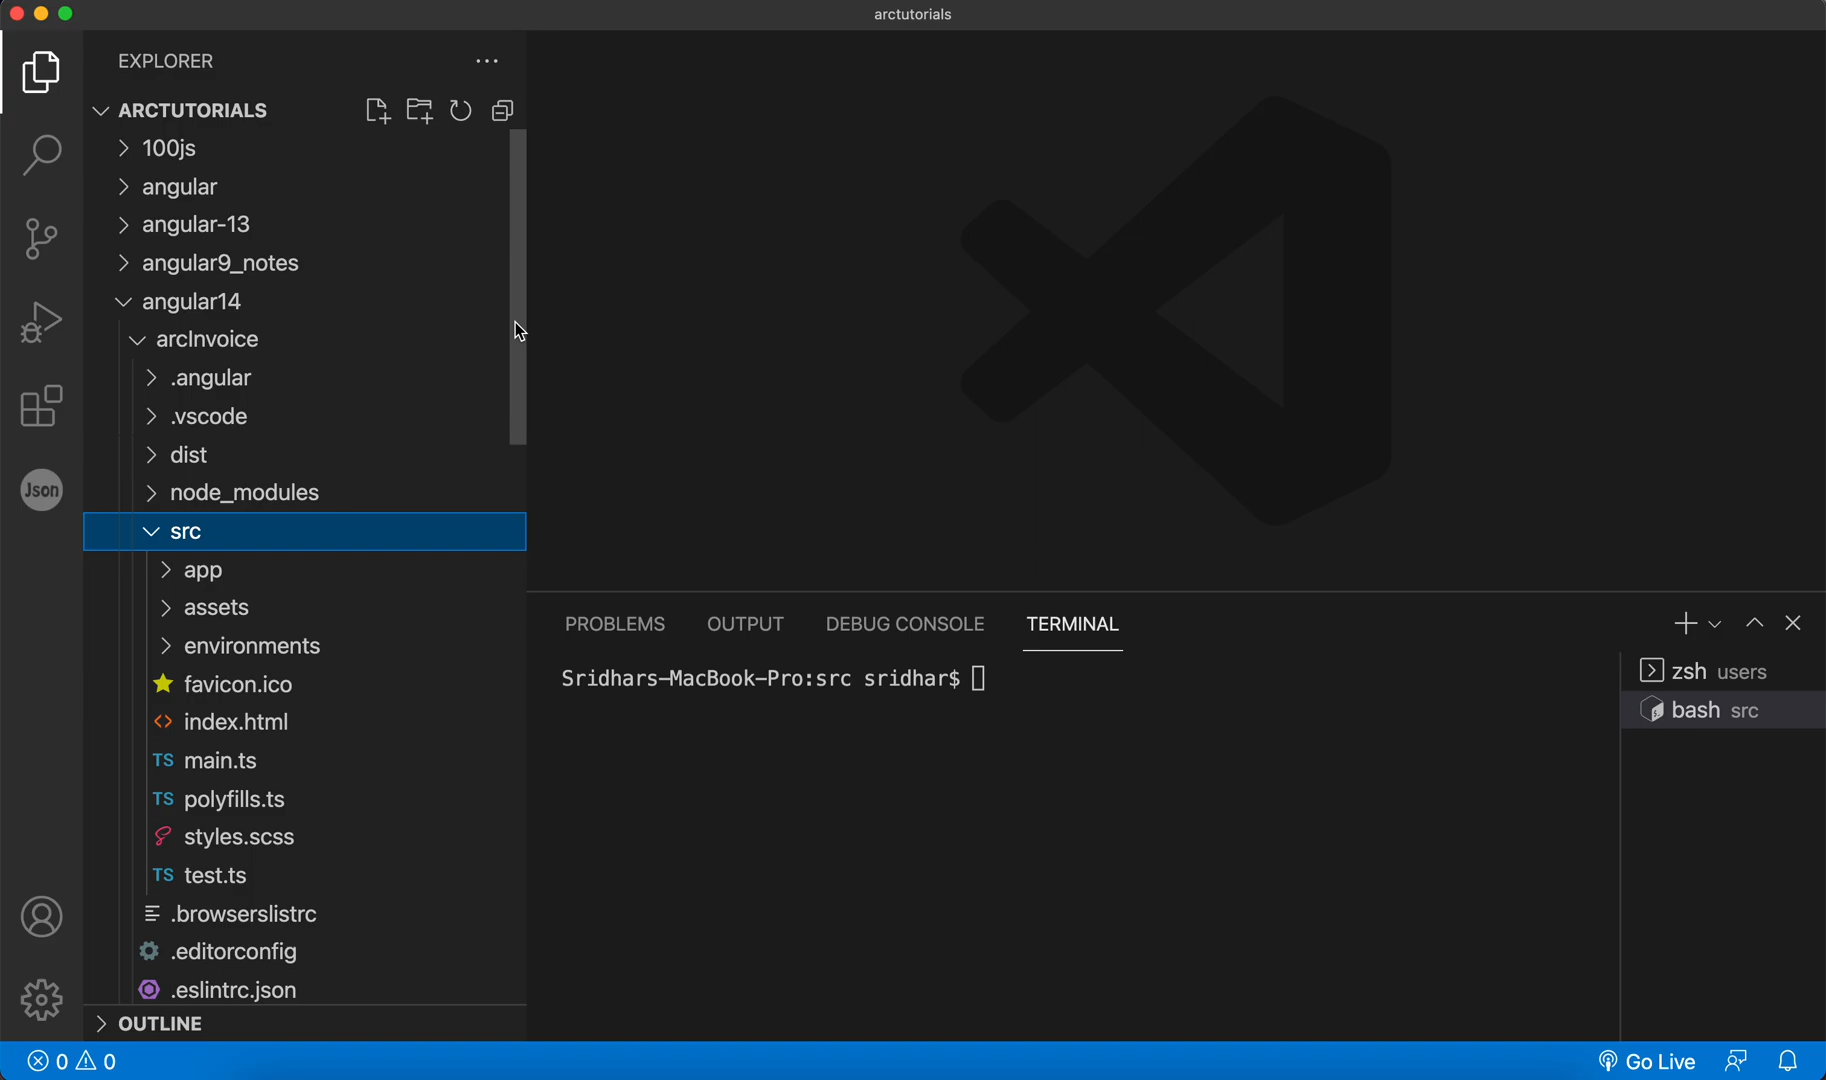 arctutorials
EXPLORER
ARCTUTORIALS
100js
angular
angular-13
angular9_notes
angular14
arcInvoice
.angular
.vscode
dist
node_modules
src
app
assets
environments
favicon.ico
index.html
TS main.ts
TS polyfills.ts
styles.scss
TS test.ts
.browserslistrc
.editorconfig
.eslintrc.json
OUTLINE
Json
PROBLEMS OUTPUT DEBUG CONSOLE TERMINAL
Sridhars-MacBook-Pro:src sridhar$
zsh users
bash src
0 0
Go Live